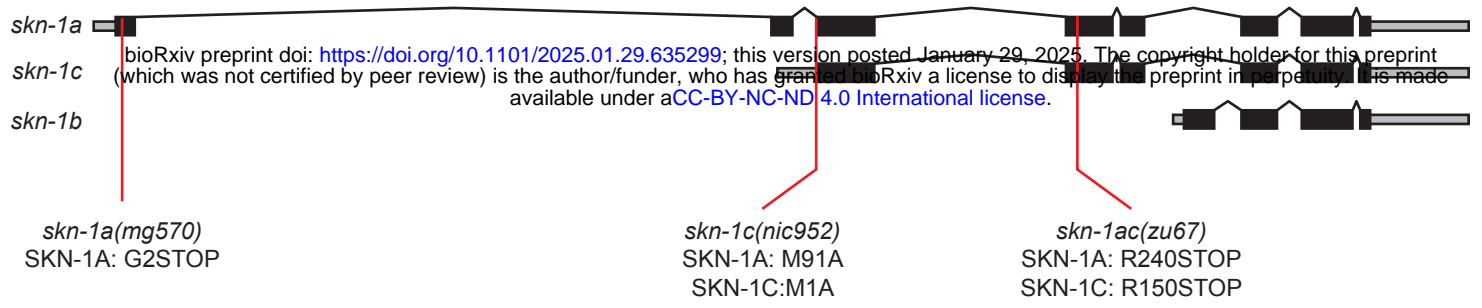 skn-1a
bioRxiv preprint doi: https://doi.org/10.1101/2025.01.29.635299; this version posted January 29, 2025. The copyright holder for this preprint
skn-1c
(which was not certified by peer review) is the author/funder, who has granted bioRxiv a license to display the preprint in perpetuity. It is made
available under aCC-BY-NC-ND 4.0 International license.
skn-1b
skn-1a(mg570)
SKN-1A: G2STOP
skn-1c(nic952)
SKN-1A: M91A
SKN-1C:M1A
skn-1ac(zu67)
SKN-1A: R240STOP
SKN-1C: R150STOP